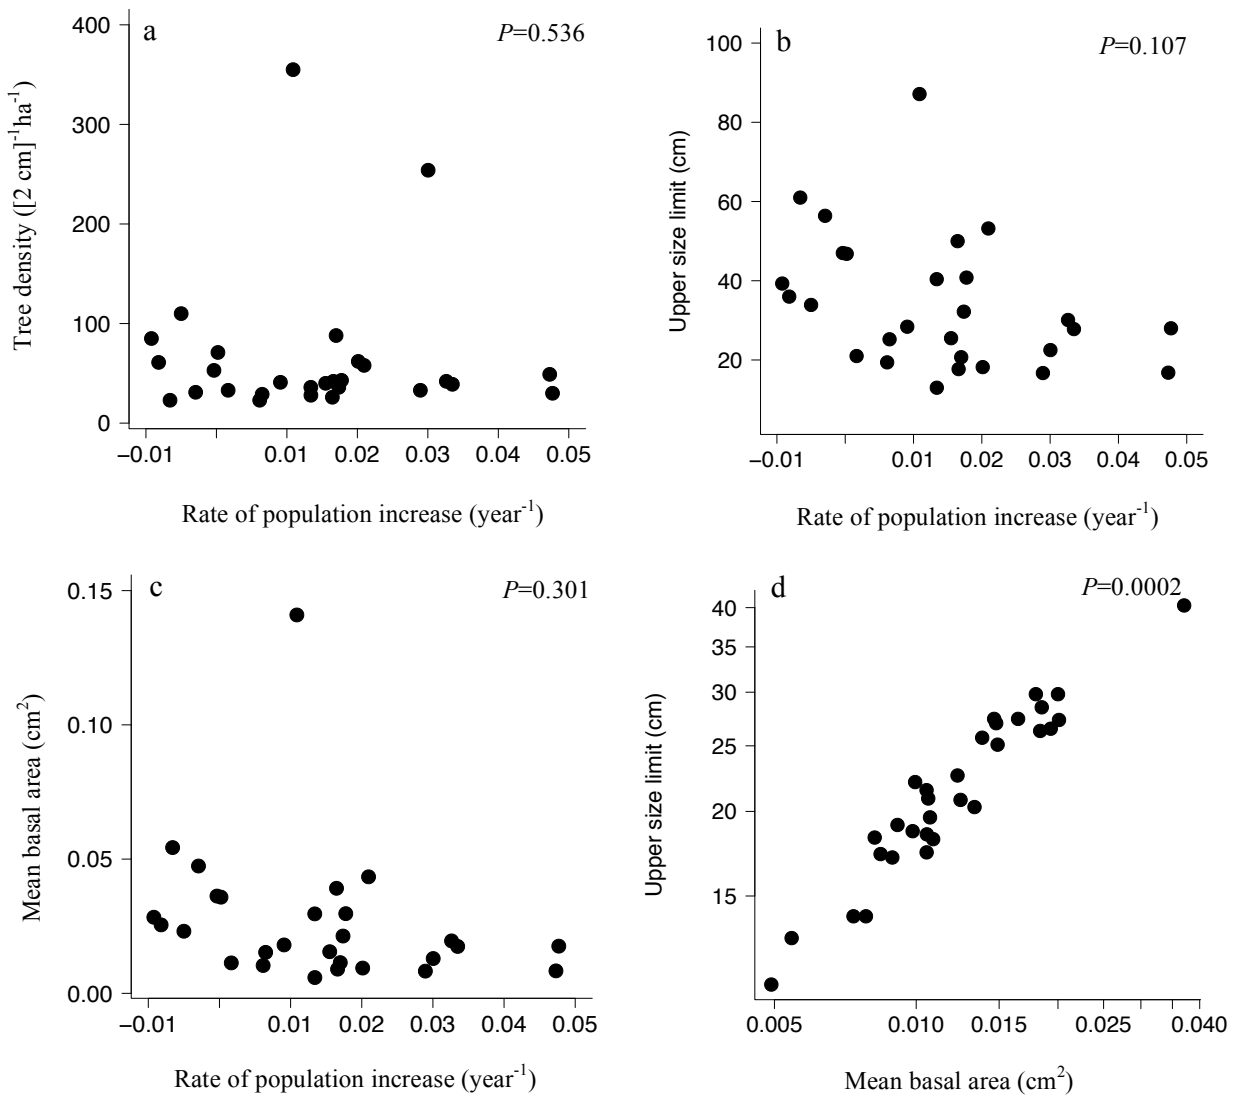 a
P=0.536
400
300
200
100
0
Tree density ([2 cm]⁻¹ha⁻¹)
−0.01
0.01
0.02
0.03
0.04
0.05
Rate of population increase (year⁻¹)
b
P=0.107
100
80
60
40
20
Upper size limit (cm)
−0.01
0.01
0.02
0.03
0.04
0.05
Rate of population increase (year⁻¹)
c
P=0.301
0.15
0.10
0.05
0.00
Mean basal area (cm²)
−0.01
0.01
0.02
0.03
0.04
0.05
Rate of population increase (year⁻¹)
d
P=0.0002
40
35
30
25
20
15
Upper size limit (cm)
0.005
0.010
0.015
0.025
0.040
Mean basal area (cm²)